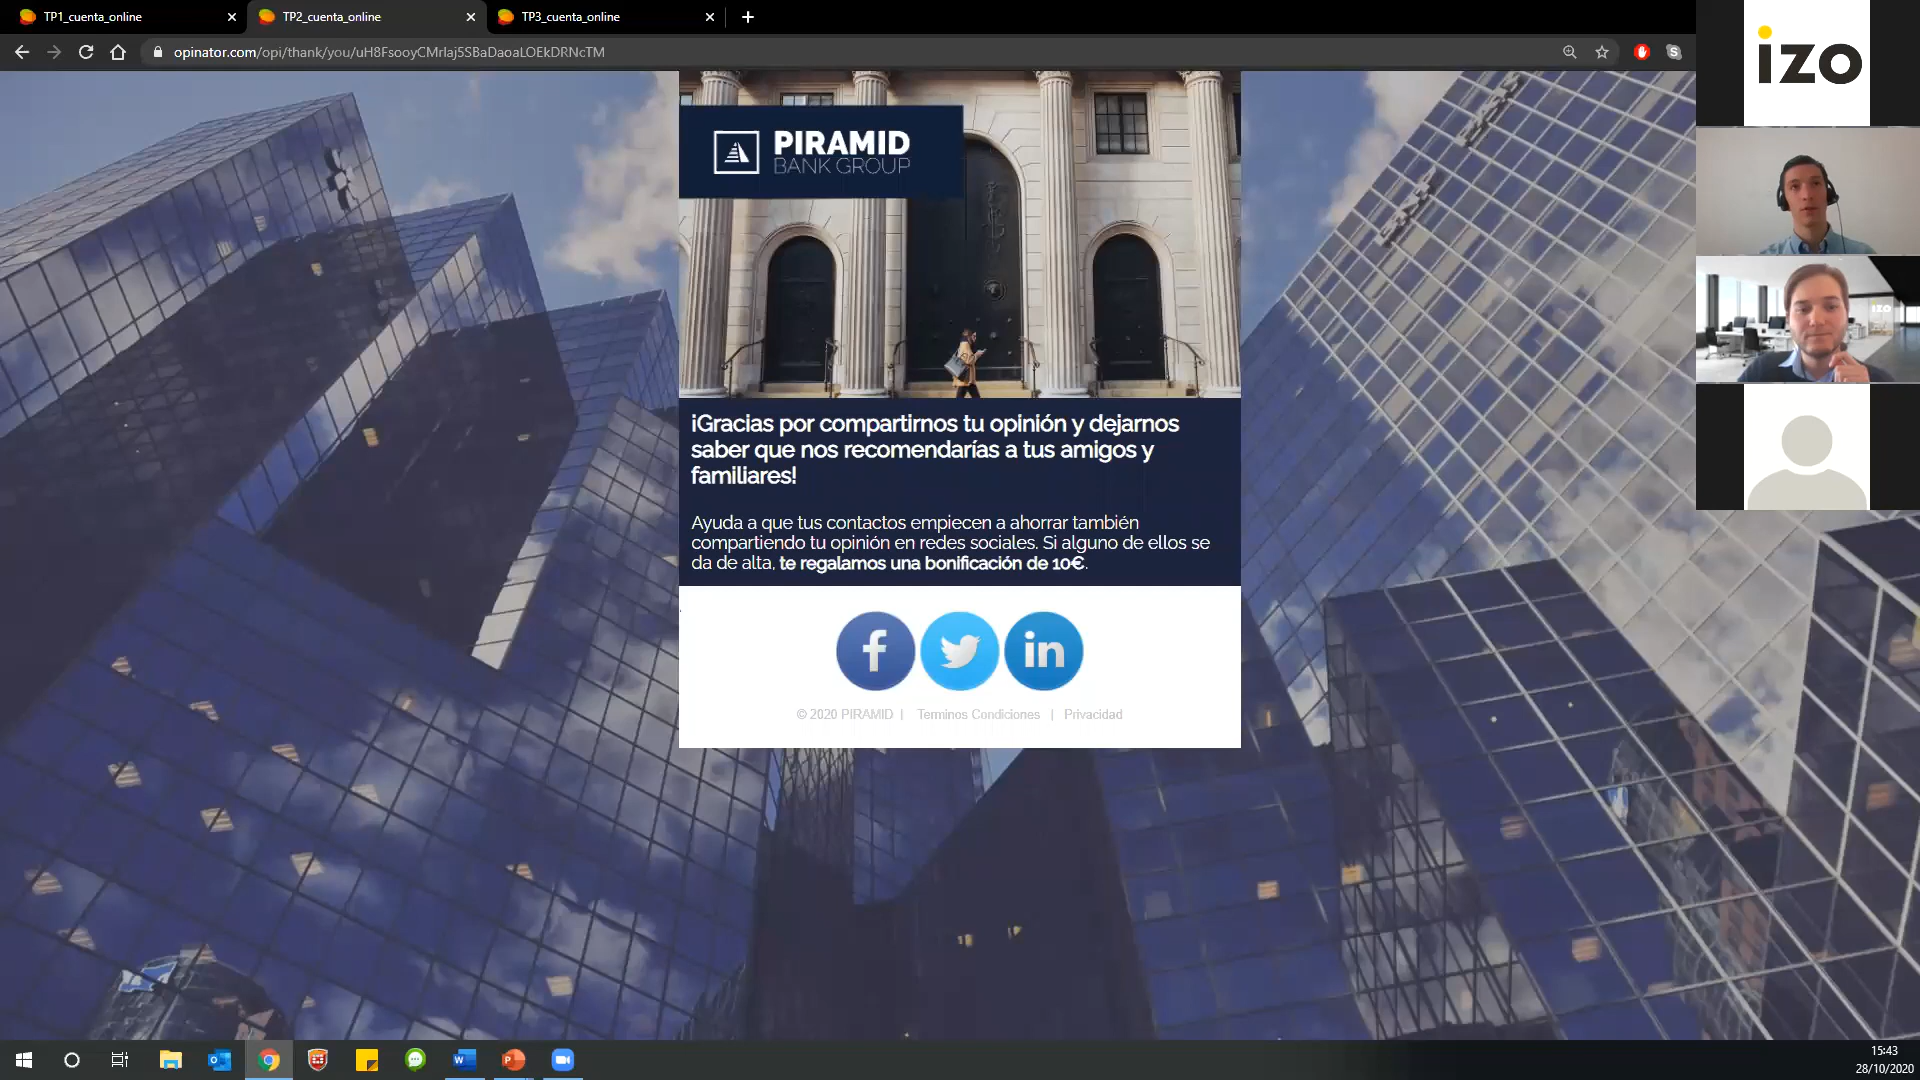 TP1_cuenta_online
TP2_cuenta_online
TP3_cuenta_online
opinator.com/opi/thank/you/uH8FsooyCMrIaj5SBaDaoaLOEkDRNcTM
izo
PIRAMID
BANK GROUP
¡Gracias por compartirnos tu opinión y dejarnos
saber que nos recomendarías a tus amigos y
familiares!
Ayuda a que tus contactos empiecen a ahorrar también
compartiendo tu opinión en redes sociales. Si alguno de ellos se
da de alta, te regalamos una bonificación de 10€.
f
in
© 2020 PIRAMID | Terminos Condiciones | Privacidad
izo
15:43
28/10/2020